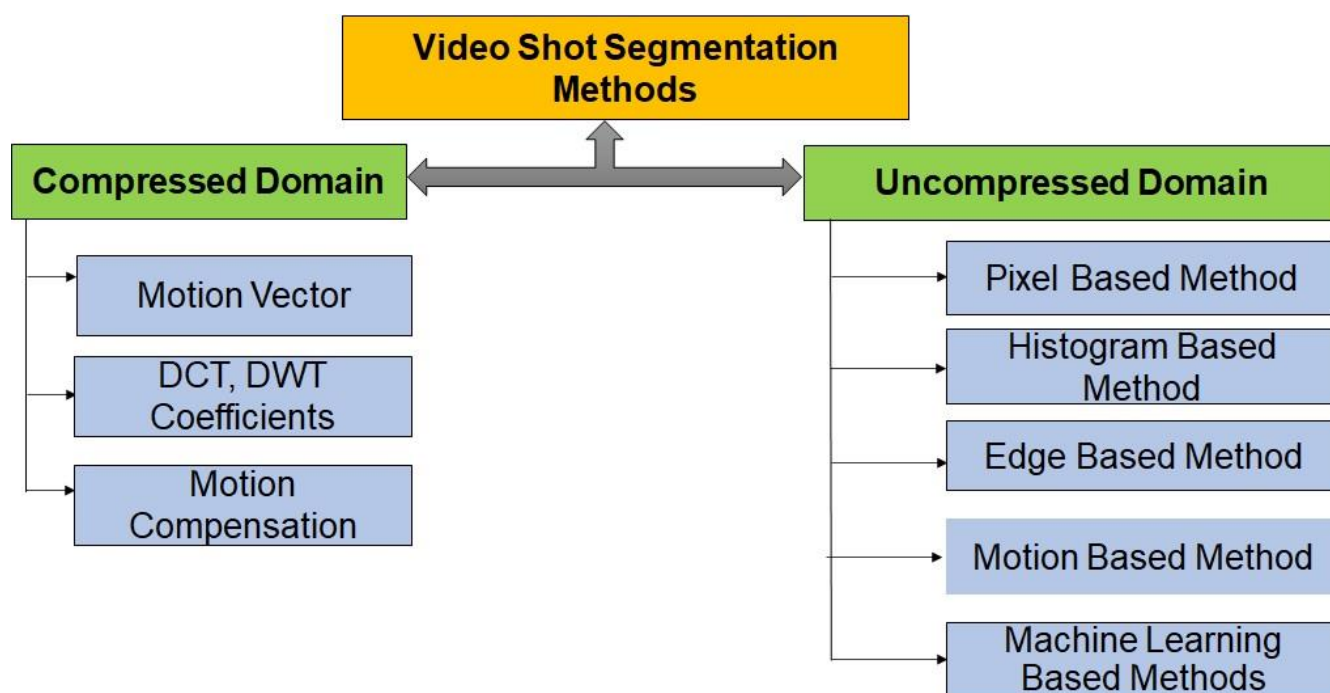 Video Shot Segmentation
Methods
Compressed Domain
Motion Vector
DCT, DWT
Coefficients
Motion
Compensation
Uncompressed Domain
Pixel Based Method
Histogram Based
Method
Edge Based Method
Motion Based Method
Machine Learning
Based Methods